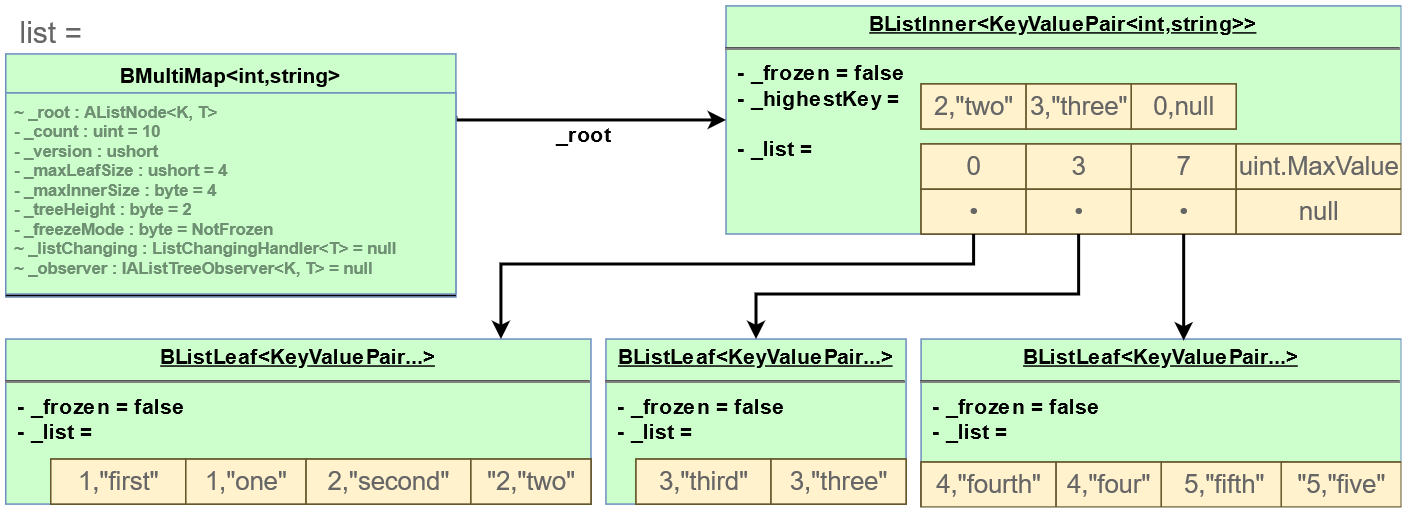 list =
BMultiMap<int,string>
~ _root : AListNode<K, T>
- _count : uint = 10
- _version : ushort
- _maxLeafSize : ushort = 4
- _maxInnerSize : byte = 4
- _treeHeight : byte = 2
- _freezeMode : byte = NotFrozen
~ _listChanging : ListChangingHandler<T> = null
~ _observer : IAListTreeObserver<K, T> = null
_root
BListInner<KeyValuePair<int,string>>
- _frozen = false
- _highestKey =
2,"two" 3,"three" 0,null
- _list =
0 3 7 uint.MaxValue
• • • null
BListLeaf<KeyValuePair...>
- _frozen = false
- _list =
1,"first" 1,"one" 2,"second" "2,"two"
BListLeaf<KeyValuePair...>
- _frozen = false
- _list =
3,"third" 3,"three"
BListLeaf<KeyValuePair...>
- _frozen = false
- _list =
4,"fourth" 4,"four" 5,"fifth" "5,"five"